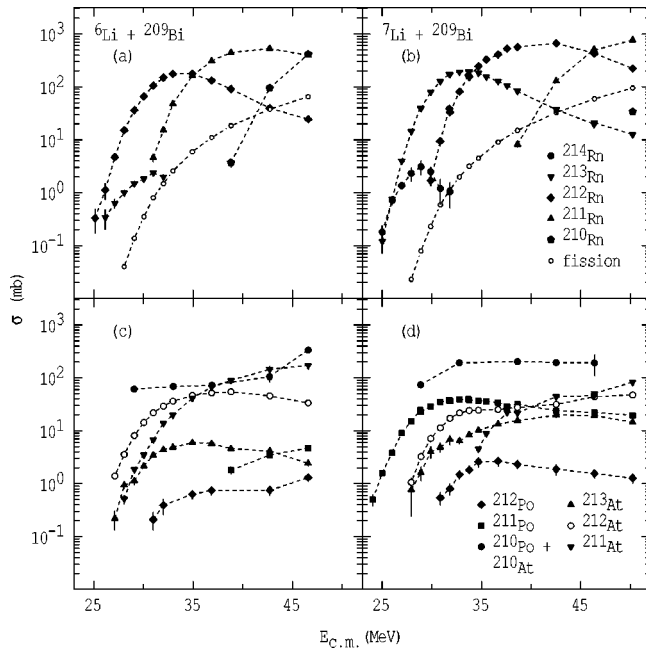 ⁶Li + ²⁰⁹Bi
⁷Li + ²⁰⁹Bi
(a)
(b)
10³
10²
10¹
10⁰
10⁻¹
²¹⁴Rn
²¹³Rn
²¹²Rn
²¹¹Rn
²¹⁰Rn
fission
σ (mb)
(c)
(d)
10³
10²
10¹
10⁰
10⁻¹
²¹²Po
²¹¹Po
²¹⁰Po +
²¹⁰At
²¹³At
²¹²At
²¹¹At
25 35 45 25 35 45
E_C.m. (MeV)